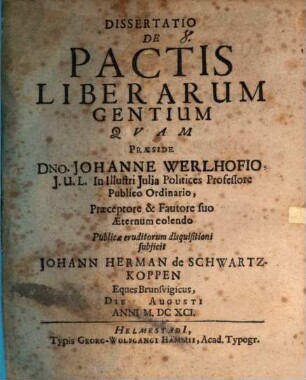 DISSERTATIO
DE 8.
PACTIS
LIBERARUM
GENTIUM
QVAM
PRÆSIDE
DNO. JOHANNE WERLHOFIO
J. U. L. In Illustri Julia Politices Professore
Publico Ordinario,
Præceptore & Fautore suo
Æternum colendo
Publicæ eruditorum disquisitioni
subjicit
JOHANN HERMAN de SCHWARTZ-
KOPPEN
Eques Brunsvigicus,
DIE AUGUSTI
ANNI M. DC XCI.
HELMESTADI,
Typis GEORG-WOLFGANGI HAMMII, Acad. Typogr.